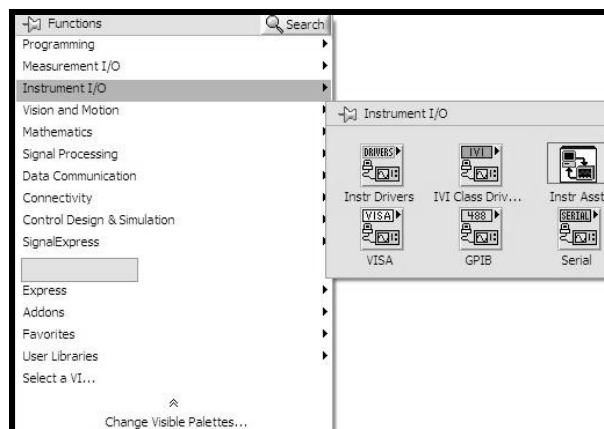 Functions
Search
Programming
Measurement I/O
Instrument I/O
Vision and Motion
Mathematics
Signal Processing
Data Communication
Connectivity
Control Design & Simulation
SignalExpress
Express
Addons
Favorites
User Libraries
Select a VI...
Change Visible Palettes...
Instrument I/O
DRIVERS
IVI
Instr Drivers
IVI Class Driv...
Instr Asst
VISA
488
SERIAL
VISA
GPIB
Serial